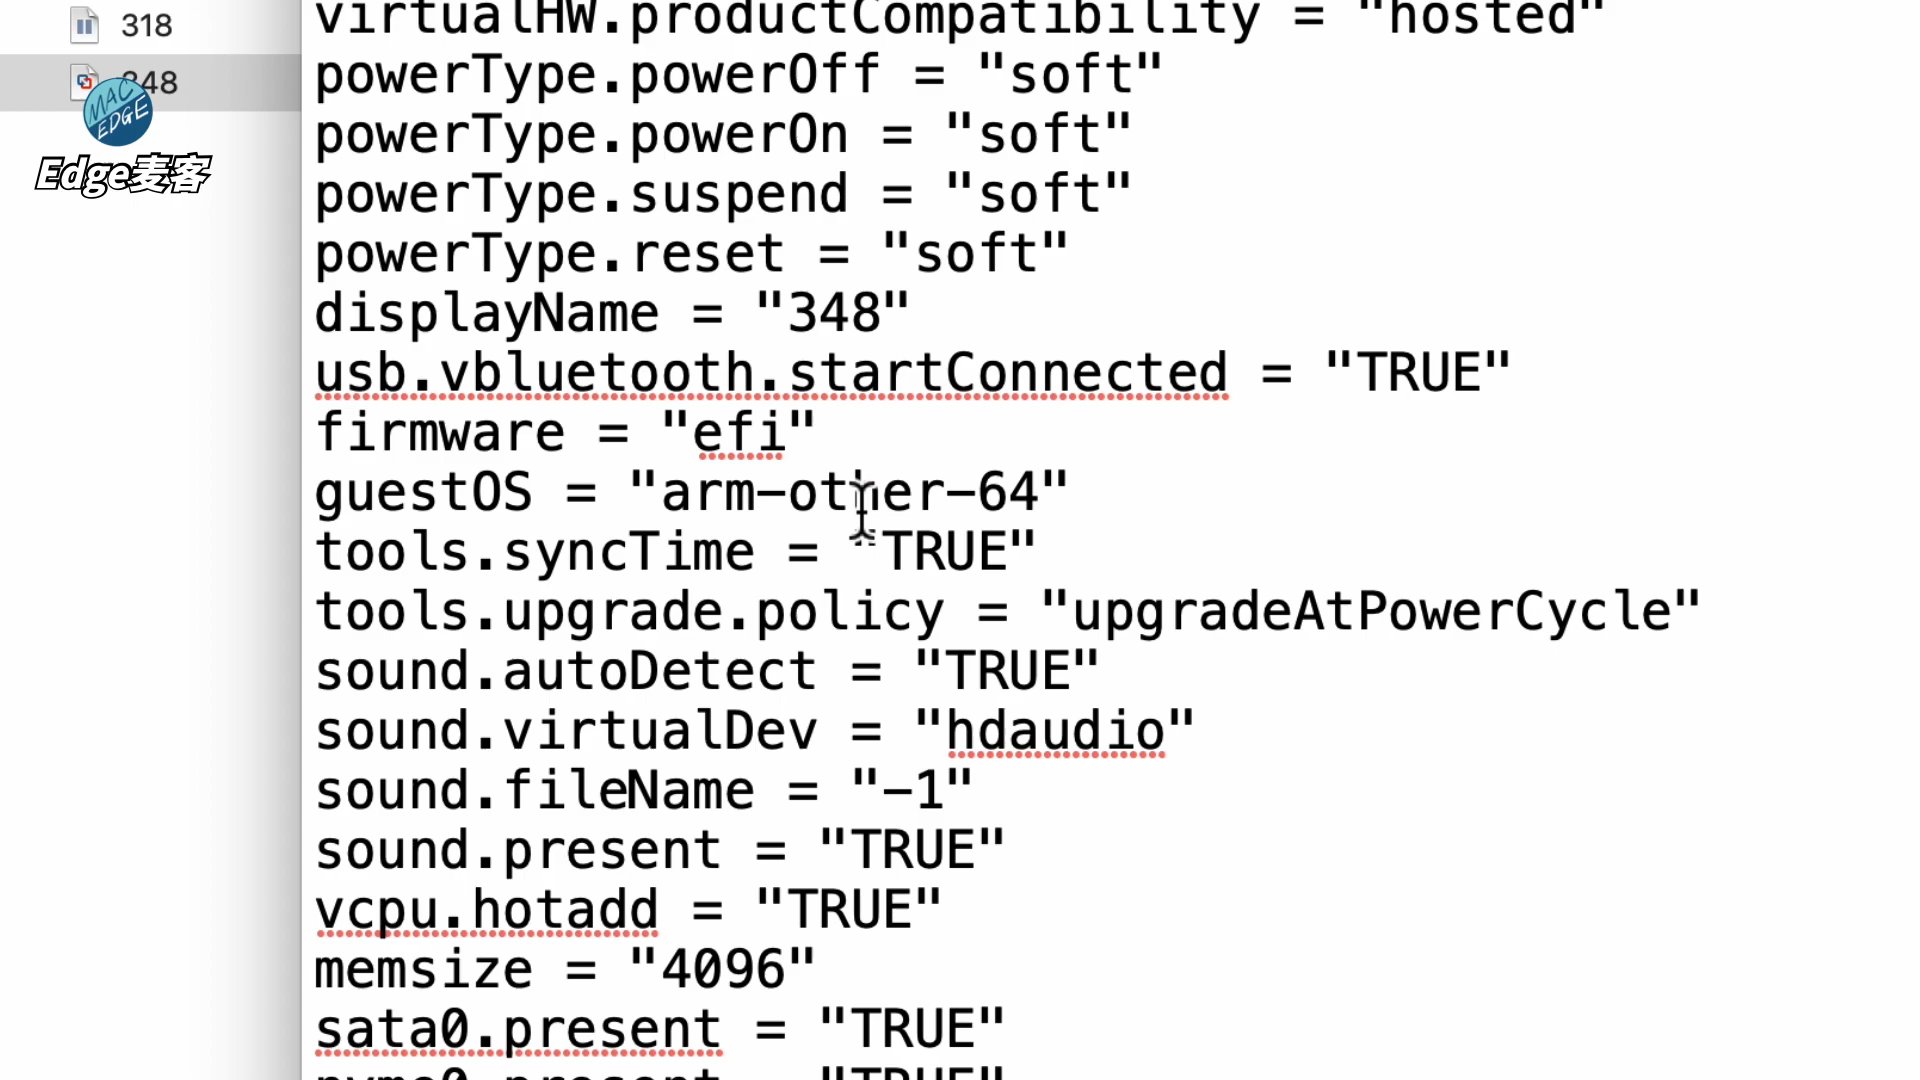 318
348
MAC
EDGE
Edge麦客
virtualHW.productCompatibility = "hosted"
powerType.powerOff = "soft"
powerType.powerOn = "soft"
powerType.suspend = "soft"
powerType.reset = "soft"
displayName = "348"
usb.vbluetooth.startConnected = "TRUE"
firmware = "efi"
guestOS = "arm-other-64"
tools.syncTime = "TRUE"
tools.upgrade.policy = "upgradeAtPowerCycle"
sound.autoDetect = "TRUE"
sound.virtualDev = "hdaudio"
sound.fileName = "-1"
sound.present = "TRUE"
vcpu.hotadd = "TRUE"
memsize = "4096"
sata0.present = "TRUE"
nvme0.present = "TRUE"